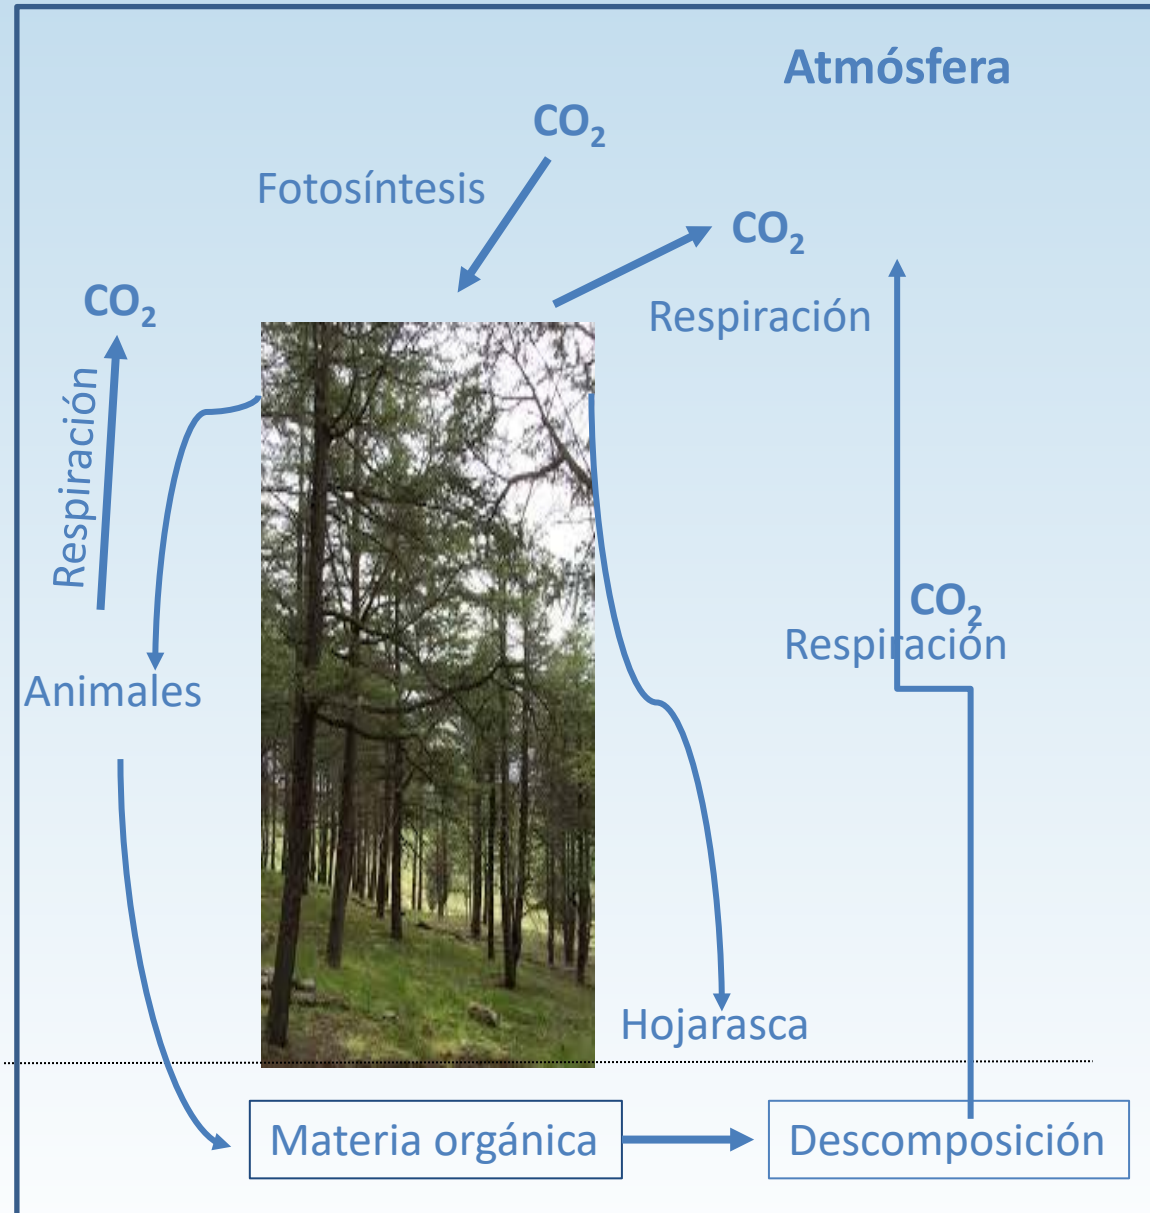 Atmósfera
CO₂
Fotosíntesis
CO₂
CO₂
Respiración
Respiración
CO₂
Respiración
Animales
Hojarasca
Materia orgánica
Descomposición